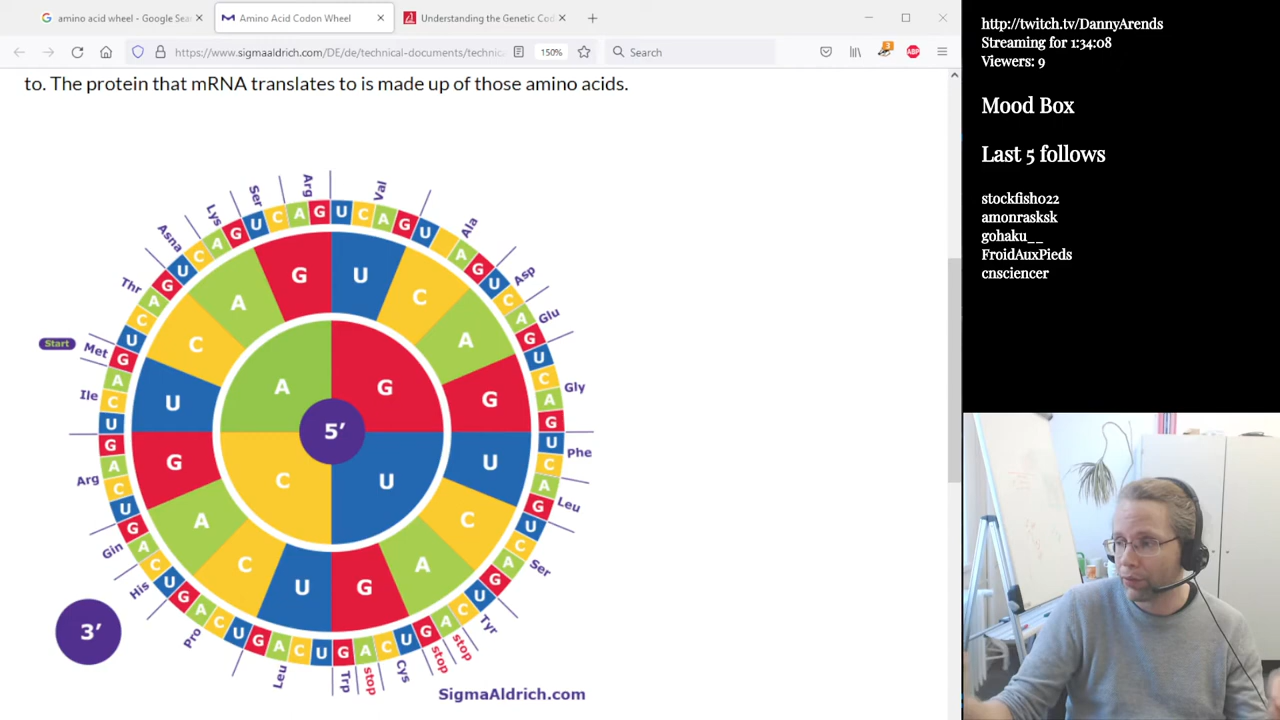 amino acid wheel - Google Sea
Amino Acid Codon Wheel
Understanding the Genetic Cod
https://www.sigmaaldrich.com/DE/de/technical-documents/technic
150%
Search
3
ABP
to. The protein that mRNA translates to is made up of those amino acids.
http://twitch.tv/DannyArends
Streaming for 1:34:08
Viewers: 9
Mood Box
Last 5 follows
stockfish022
amonrasksk
gohaku__
FroidAuxPieds
cnsciencer
Val
Ala
Asp
Glu
Gly
Phe
Leu
Ser
Tyr
stop
stop
Cys
stop
Trp
Leu
Pro
His
Gin
Arg
Ile
Met
Start
Thr
Asna
Lys
Ser
Arg
U C A G U C A G U C A G U C A G
U C A G U C A G U C A G U C A G
G A C U G A C U G A C U G A C U
U C A G U C A G U C A G U C A G
U C A G
U C A G
G A C U
U C A G
A G
C U
5’
3’
SigmaAldrich.com